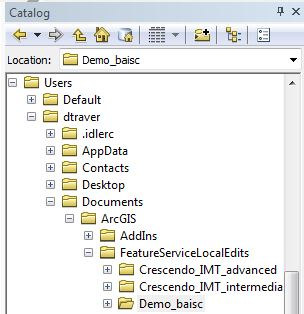 Catalog
Location: Demo_baisc
Users
Default
dtraver
.idlerc
AppData
Contacts
Desktop
Documents
ArcGIS
AddIns
FeatureServiceLocalEdits
Crescendo_IMT_advanced
Crescendo_IMT_intermedia
Demo_baisc